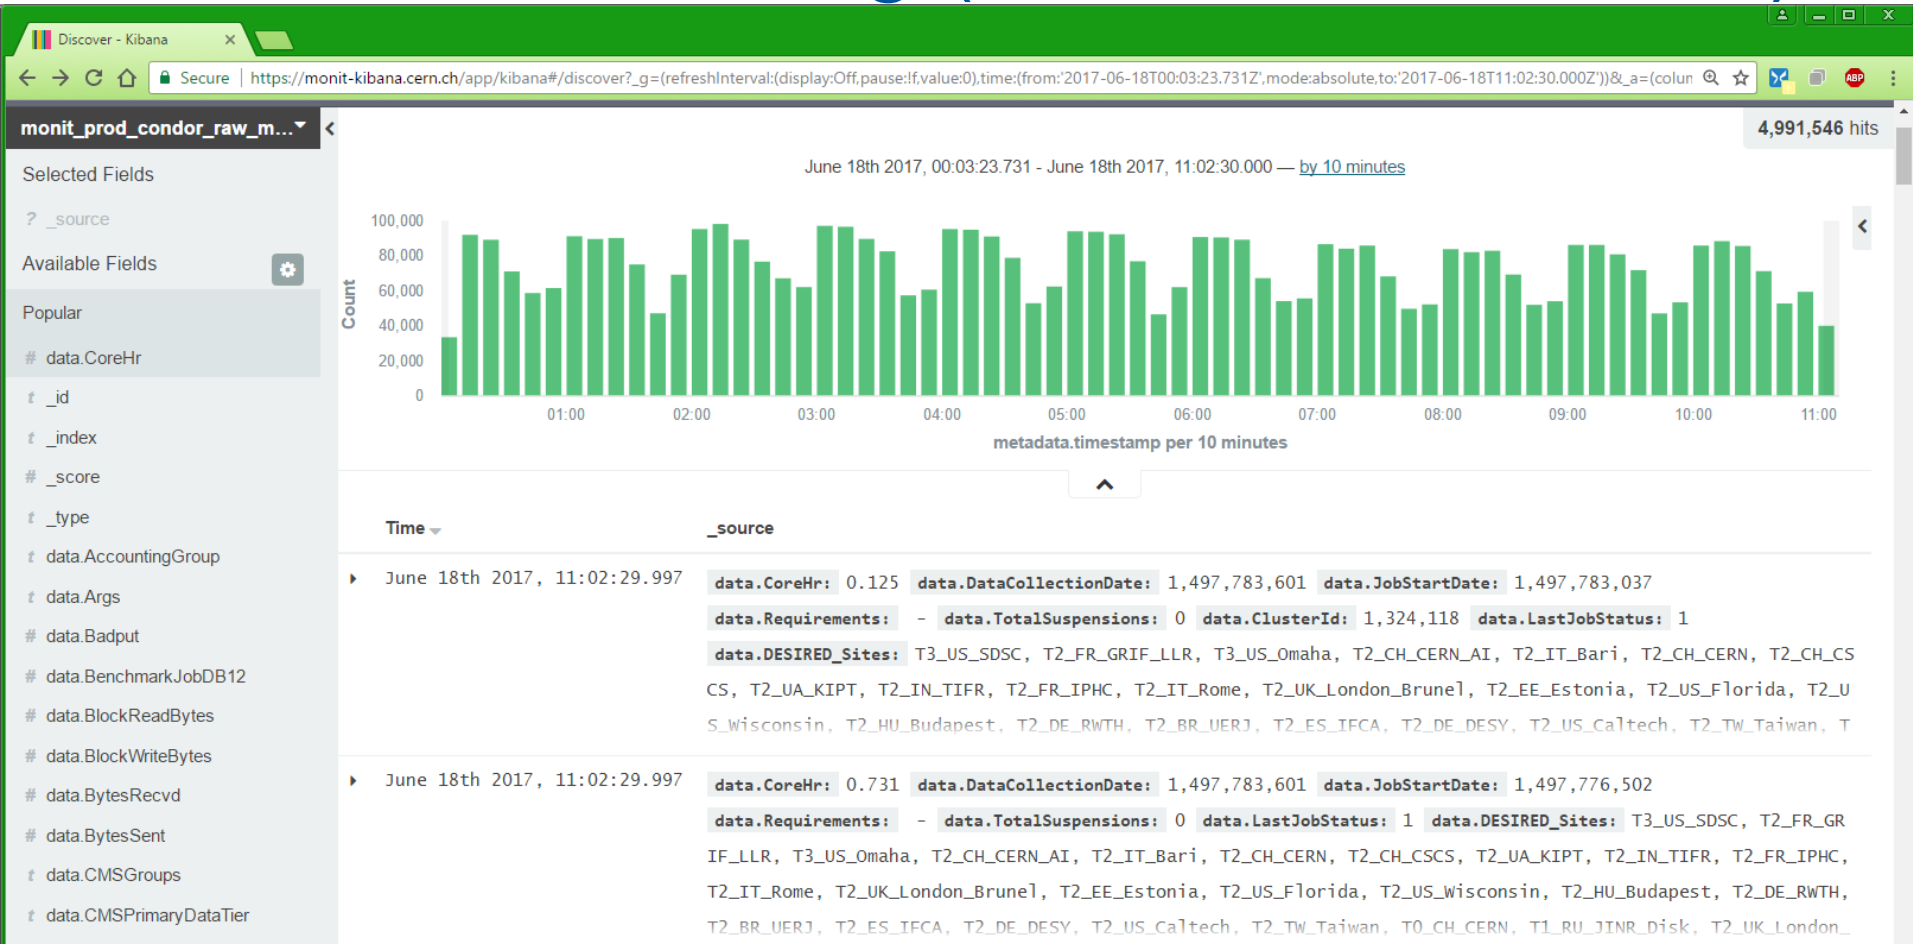 Discover - Kibana
Secure | https://monit-kibana.cern.ch/app/kibana#/discover?_g=(refreshInterval:(display:Off,pause:!f,value:0),time:(from:'2017-06-18T00:03:23.731Z',mode:absolute,to:'2017-06-18T11:02:30.000Z'))&_a=(colun
ABP
monit_prod_condor_raw_m...
4,991,546 hits
June 18th 2017, 00:03:23.731 - June 18th 2017, 11:02:30.000 — by 10 minutes
Selected Fields
? _source
Available Fields
Popular
# data.CoreHr
t _id
t _index
# _score
t _type
t data.AccountingGroup
t data.Args
# data.Badput
# data.BenchmarkJobDB12
# data.BlockReadBytes
# data.BlockWriteBytes
# data.BytesRecvd
# data.BytesSent
t data.CMSGroups
t data.CMSPrimaryDataTier
Count
100,000
80,000
60,000
40,000
20,000
0
01:00 02:00 03:00 04:00 05:00 06:00 07:00 08:00 09:00 10:00 11:00
metadata.timestamp per 10 minutes
Time _source
June 18th 2017, 11:02:29.997 data.CoreHr: 0.125 data.DataCollectionDate: 1,497,783,601 data.JobStartDate: 1,497,783,037
data.Requirements: - data.TotalSuspensions: 0 data.ClusterId: 1,324,118 data.LastJobStatus: 1
data.DESIRED_Sites: T3_US_SDSC, T2_FR_GRIF_LLR, T3_US_Omaha, T2_CH_CERN_AI, T2_IT_Bari, T2_CH_CERN, T2_CH_CS
CS, T2_UA_KIPT, T2_IN_TIFR, T2_FR_IPHC, T2_IT_Rome, T2_UK_London_Brunel, T2_EE_Estonia, T2_US_Florida, T2_U
S_Wisconsin, T2_HU_Budapest, T2_DE_RWTH, T2_BR_UERJ, T2_ES_IFCA, T2_DE_DESY, T2_US_Caltech, T2_TW_Taiwan, T
June 18th 2017, 11:02:29.997 data.CoreHr: 0.731 data.DataCollectionDate: 1,497,783,601 data.JobStartDate: 1,497,776,502
data.Requirements: - data.TotalSuspensions: 0 data.LastJobStatus: 1 data.DESIRED_Sites: T3_US_SDSC, T2_FR_GR
IF_LLR, T3_US_Omaha, T2_CH_CERN_AI, T2_IT_Bari, T2_CH_CERN, T2_CH_CSCS, T2_UA_KIPT, T2_IN_TIFR, T2_FR_IPHC,
T2_IT_Rome, T2_UK_London_Brunel, T2_EE_Estonia, T2_US_Florida, T2_US_Wisconsin, T2_HU_Budapest, T2_DE_RWTH,
T2_BR_UERJ, T2_ES_IFCA, T2_DE_DESY, T2_US_Caltech, T2_TW_Taiwan, T0_CH_CERN, T1_RU_JINR_Disk, T2_UK_London_